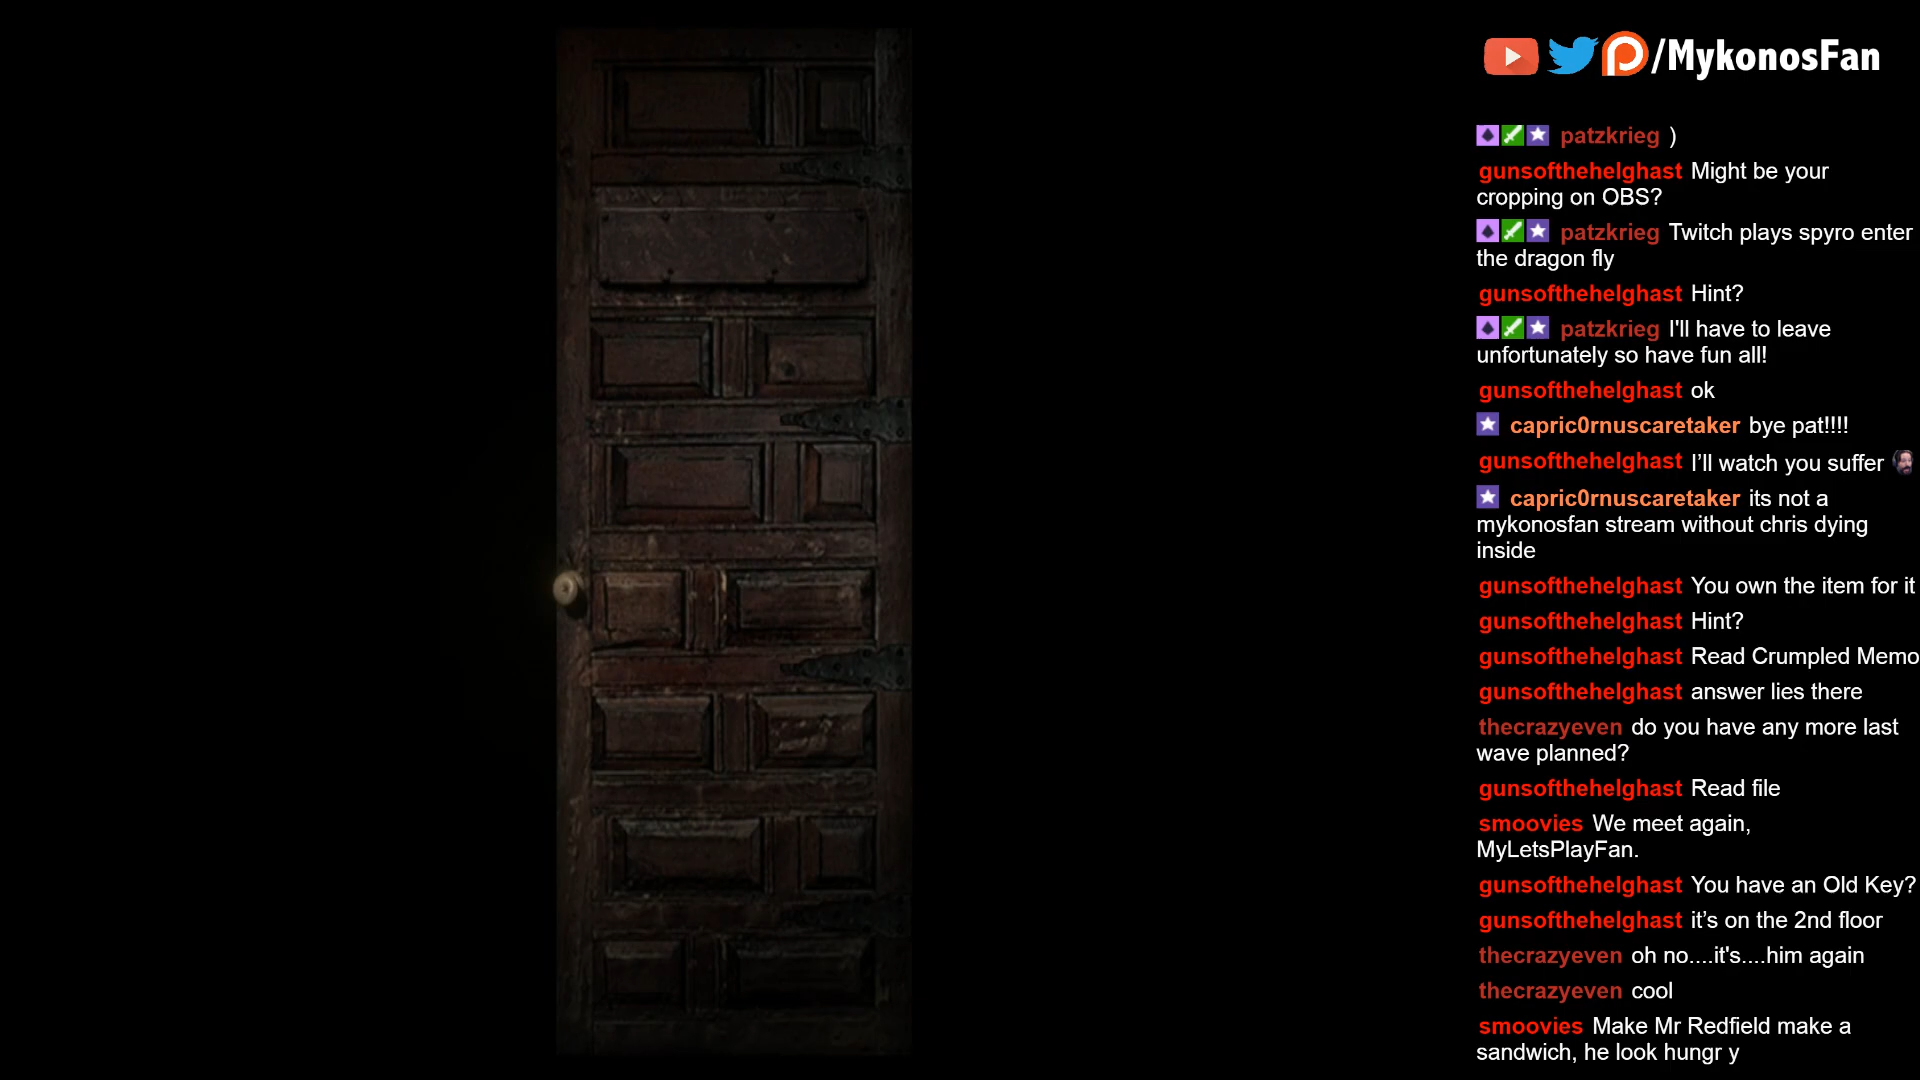 /MykonosFan
patzkrieg )
gunsofthehelghast Might be your
cropping on OBS?
patzkrieg Twitch plays spyro enter
the dragon fly
gunsofthehelghast Hint?
patzkrieg I'll have to leave
unfortunately so have fun all!
gunsofthehelghast ok
capric0rnuscaretaker bye pat!!!!
gunsofthehelghast I’ll watch you suffer
capric0rnuscaretaker its not a
mykonosfan stream without chris dying
inside
gunsofthehelghast You own the item for it
gunsofthehelghast Hint?
gunsofthehelghast Read Crumpled Memo
gunsofthehelghast answer lies there
thecrazyeven do you have any more last
wave planned?
gunsofthehelghast Read file
smoovies We meet again,
MyLetsPlayFan.
gunsofthehelghast You have an Old Key?
gunsofthehelghast it’s on the 2nd floor
thecrazyeven oh no....it's....him again
thecrazyeven cool
smoovies Make Mr Redfield make a
sandwich, he look hungr y